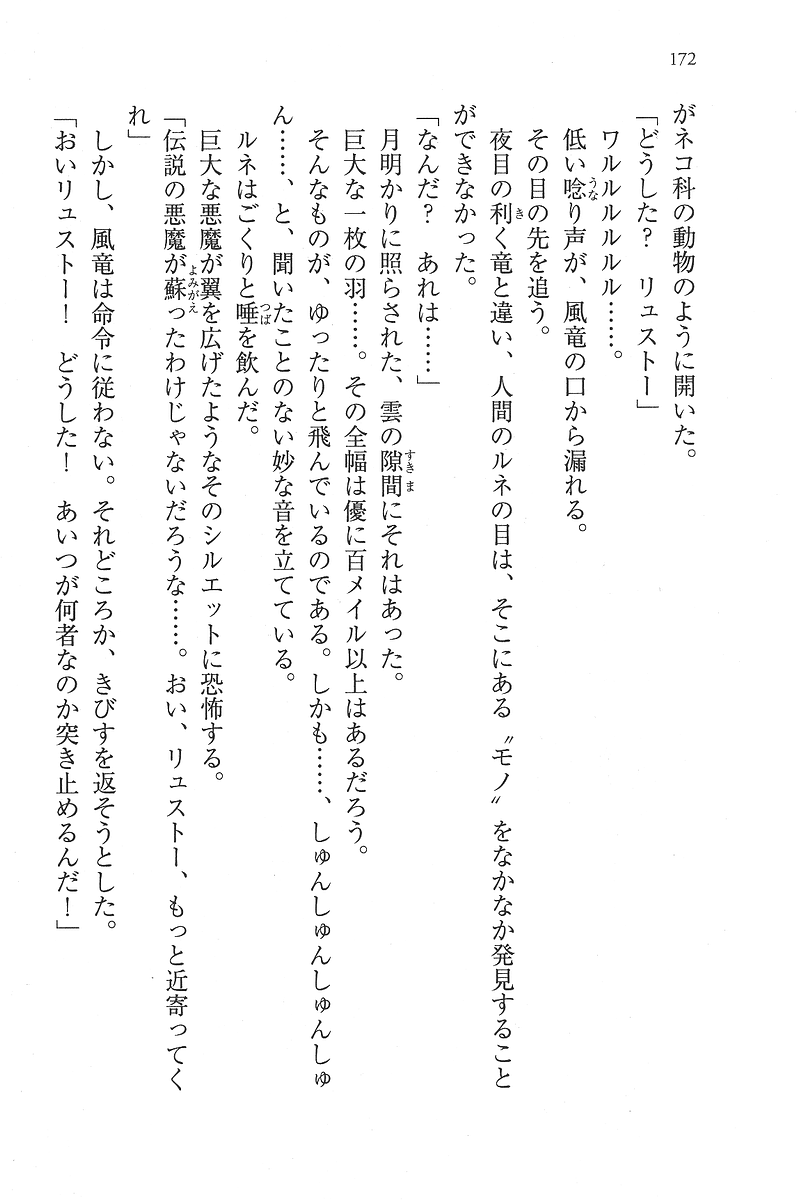 172
がネコ科の動物のように開いた。
「どうした？　リュストー」
ワルルルルルル……。
低い唸り声が、風竜の口から漏れる。
その目の先を追う。
夜目の利く竜と違い、人間のルネの目は、そこにある〝モノ〟をなかなか発見すること
ができなかった。
「なんだ？　あれは……」
月明かりに照らされた、雲の隙間にそれはあった。
巨大な一枚の羽……。その全幅は優に百メイル以上はあるだろう。
そんなものが、ゆったりと飛んでいるのである。しかも……、しゅんしゅんしゅんしゅ
ん……、と、聞いたことのない妙な音を立てている。
ルネはごくりと唾を飲んだ。
巨大な悪魔が翼を広げたようなそのシルエットに恐怖する。
「伝説の悪魔が蘇ったわけじゃないだろうな……。おい、リュストー、もっと近寄ってく
れ」
しかし、風竜は命令に従わない。それどころか、きびすを返そうとした。
「おいリュストー！　どうした！　あいつが何者なのか突き止めるんだ！」